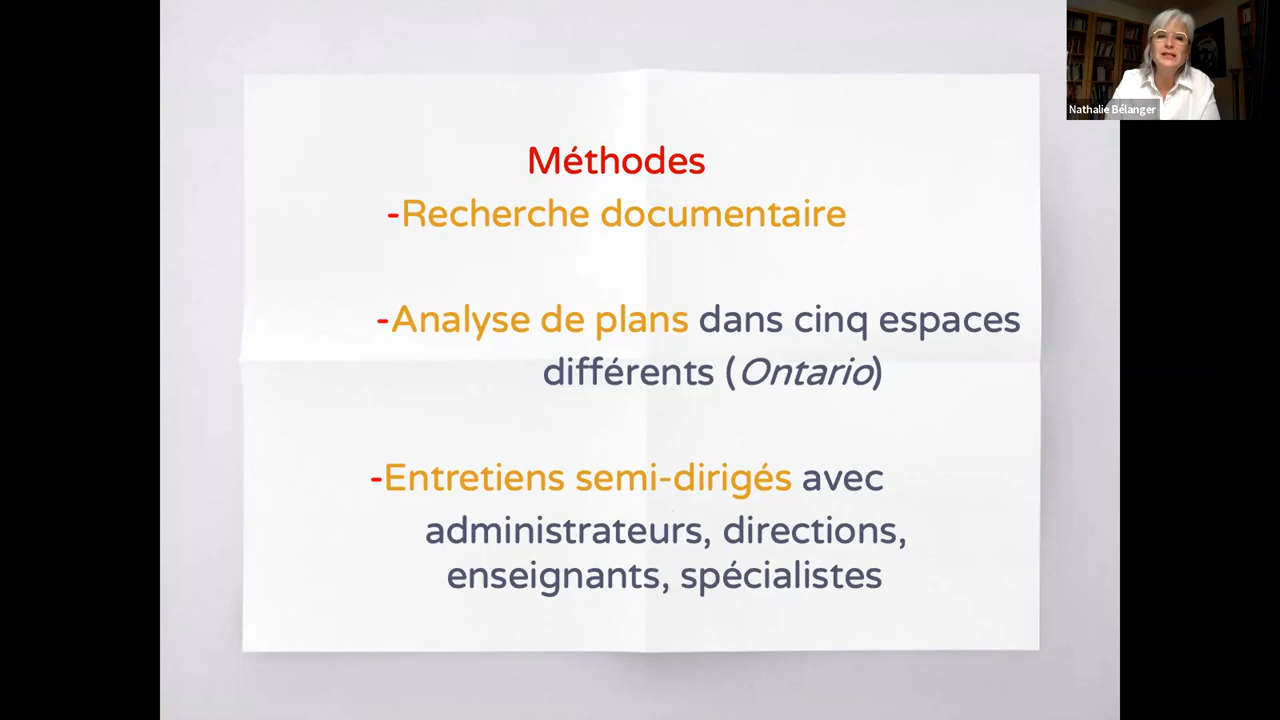 Nathalie Bélanger
Méthodes
-Recherche documentaire
-Analyse de plans dans cinq espaces
différents (Ontario)
-Entretiens semi-dirigés avec
administrateurs, directions,
enseignants, spécialistes